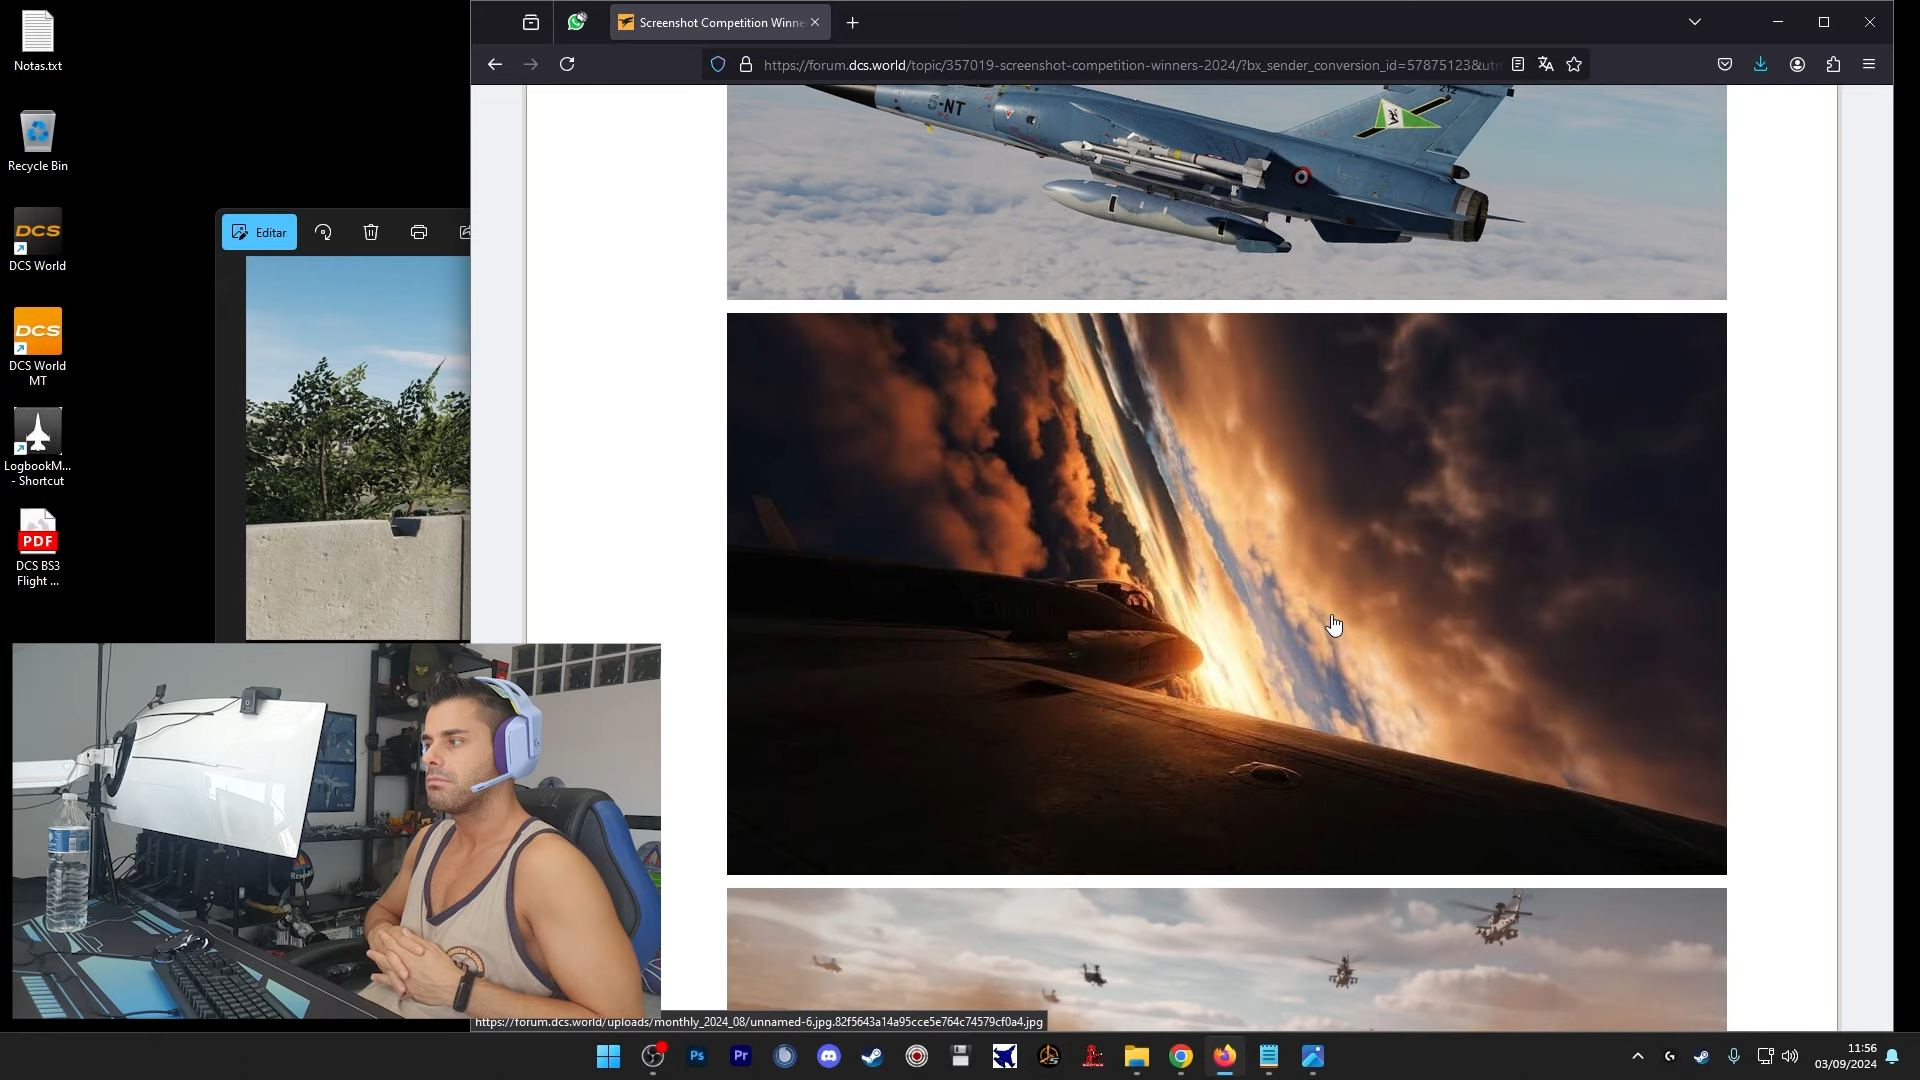 Screenshot Competition Winne
https://forum.dcs.world/topic/357019-screenshot-competition-winners-2024/?bx_sender_conversion_id=57875123&utm
Notas.txt
Recycle Bin
DCS
DCS World
DCS
DCS World
MT
LogbookM...
- Shortcut
PDF
DCS BS3
Flight ...
Editar
5-NT
212
https://forum.dcs.world/uploads/monthly_2024_08/unnamed-6.jpg.82f5643a14a95cce5e764c74579cf0a4.jpg
Ps
Pr
11:56
03/09/2024